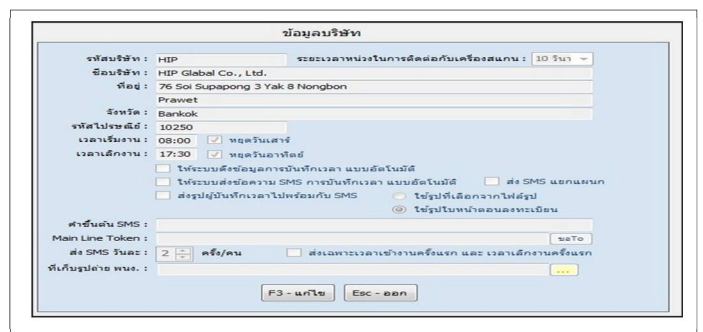 ข้อมูลบริษัท
รหัสบริษัท : HIP ระยะเวลาหน่วงในการติดต่อกับเครื่องสแกน : 10 วินา
ชื่อบริษัท : HIP Glabal Co., Ltd.
ที่อยู่ : 76 Soi Supapong 3 Yak 8 Nongbon
Prawet
จังหวัด : Bankok
รหัสไปรษณีย์ : 10250
เวลาเริ่มงาน : 08:00 หยุดวันเสาร์
เวลาเลิกงาน : 17:30 หยุดวันอาทิตย์
ให้ระบบดึงข้อมูลการบันทึกเวลา แบบอัตโนมัติ
ให้ระบบส่งข้อความ SMS การบันทึกเวลา แบบอัตโนมัติ ส่ง SMS แยกแผนก
ส่งรูปผู้บันทึกเวลาไปพร้อมกับ SMS ใช้รูปที่เลือกจากไฟล์รูป
ใช้รูปใบหน้าตอนลงทะเบียน
คำขึ้นต้น SMS :
Main Line Token : ขอTo
ส่ง SMS วันละ : 2 ครั้ง/คน ส่งเฉพาะเวลาเข้างานครั้งแรก และ เวลาเลิกงานครั้งแรก
ที่เก็บรูปถ่าย พนง. : ...
F3 - แก้ไข Esc - ออก